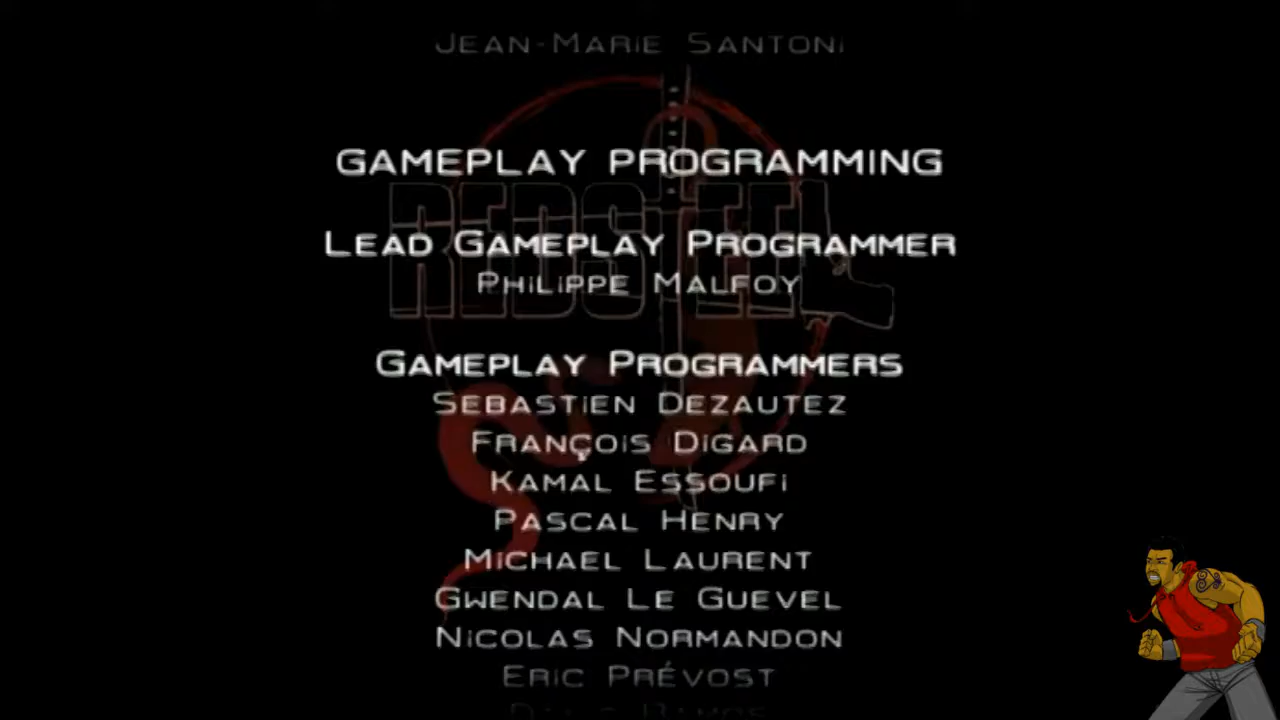 Jean-Marie Santoni
GAMEPLAY PROGRAMMING
REDSTEEL
Lead Gameplay Programmer
Philippe Malfoy
Gameplay Programmers
Sebastien Dezautez
François Digard
Kamal Essoufi
Pascal Henry
Michael Laurent
Gwendal Le Guevel
Nicolas Normandon
Eric Prévost